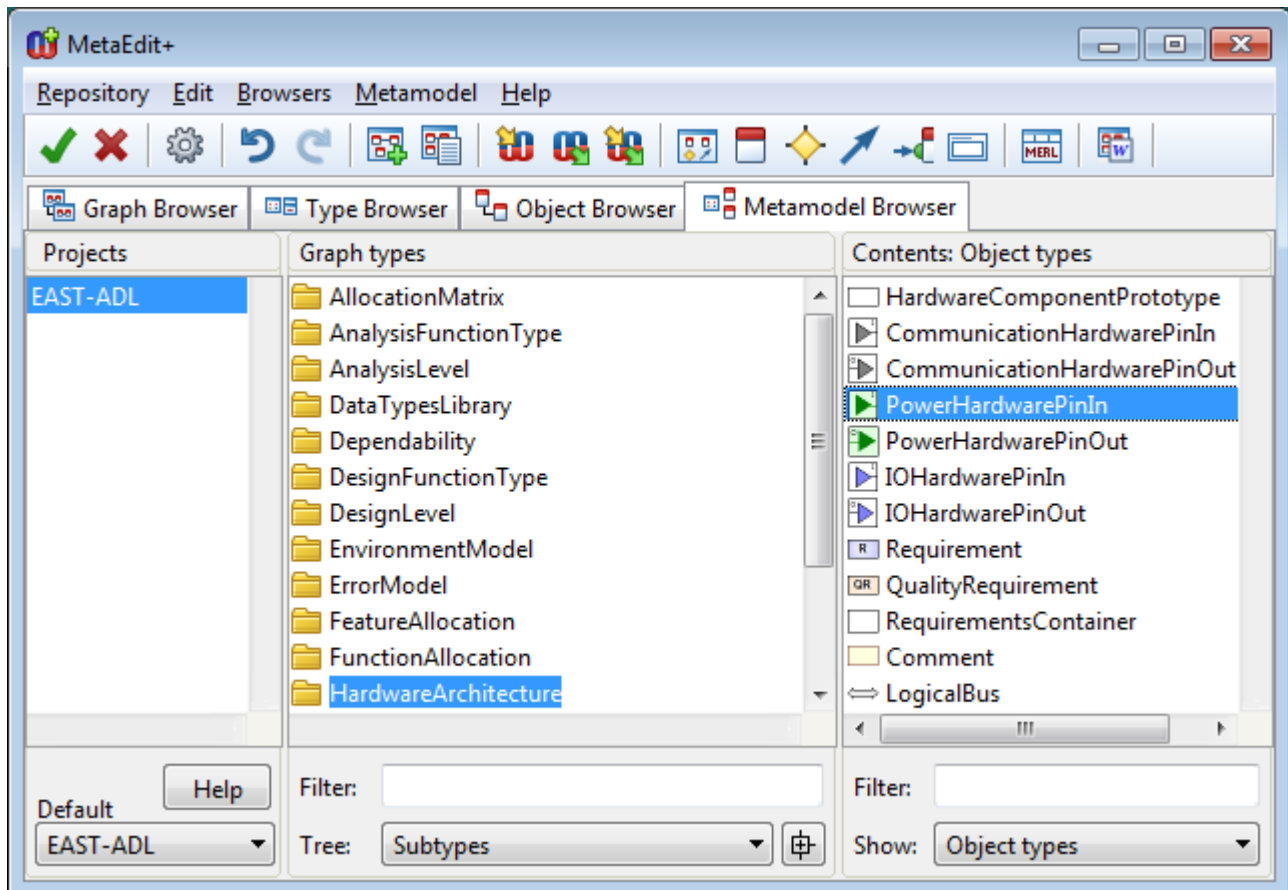 MetaEdit+
Repository Edit Browsers Metamodel Help
MERL W
Graph Browser Type Browser Object Browser Metamodel Browser
Projects Graph types Contents: Object types
EAST-ADL
AllocationMatrix
AnalysisFunctionType
AnalysisLevel
DataTypesLibrary
Dependability
DesignFunctionType
DesignLevel
EnvironmentModel
ErrorModel
FeatureAllocation
FunctionAllocation
HardwareArchitecture
HardwareComponentPrototype
CommunicationHardwarePinIn
CommunicationHardwarePinOut
PowerHardwarePinIn
PowerHardwarePinOut
IOHardwarePinIn
IOHardwarePinOut
R Requirement
QR QualityRequirement
RequirementsContainer
Comment
LogicalBus
Help
Default
EAST-ADL
Filter:
Tree: Subtypes
Filter:
Show: Object types